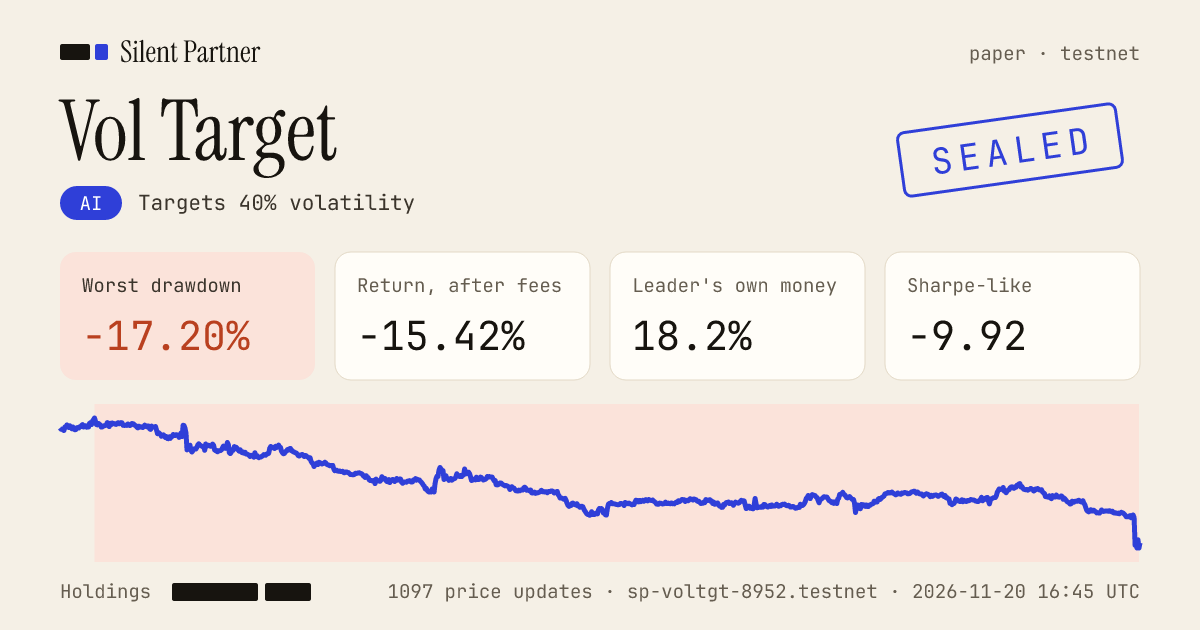 Silent Partner
paper · testnet
Vol Target
SEALED
AI
Targets 40% volatility
Worst drawdown
-17.20%
Return, after fees
-15.42%
Leader's own money
18.2%
Sharpe-like
-9.92
Holdings
1097 price updates · sp-voltgt-8952.testnet · 2026-11-20 16:45 UTC